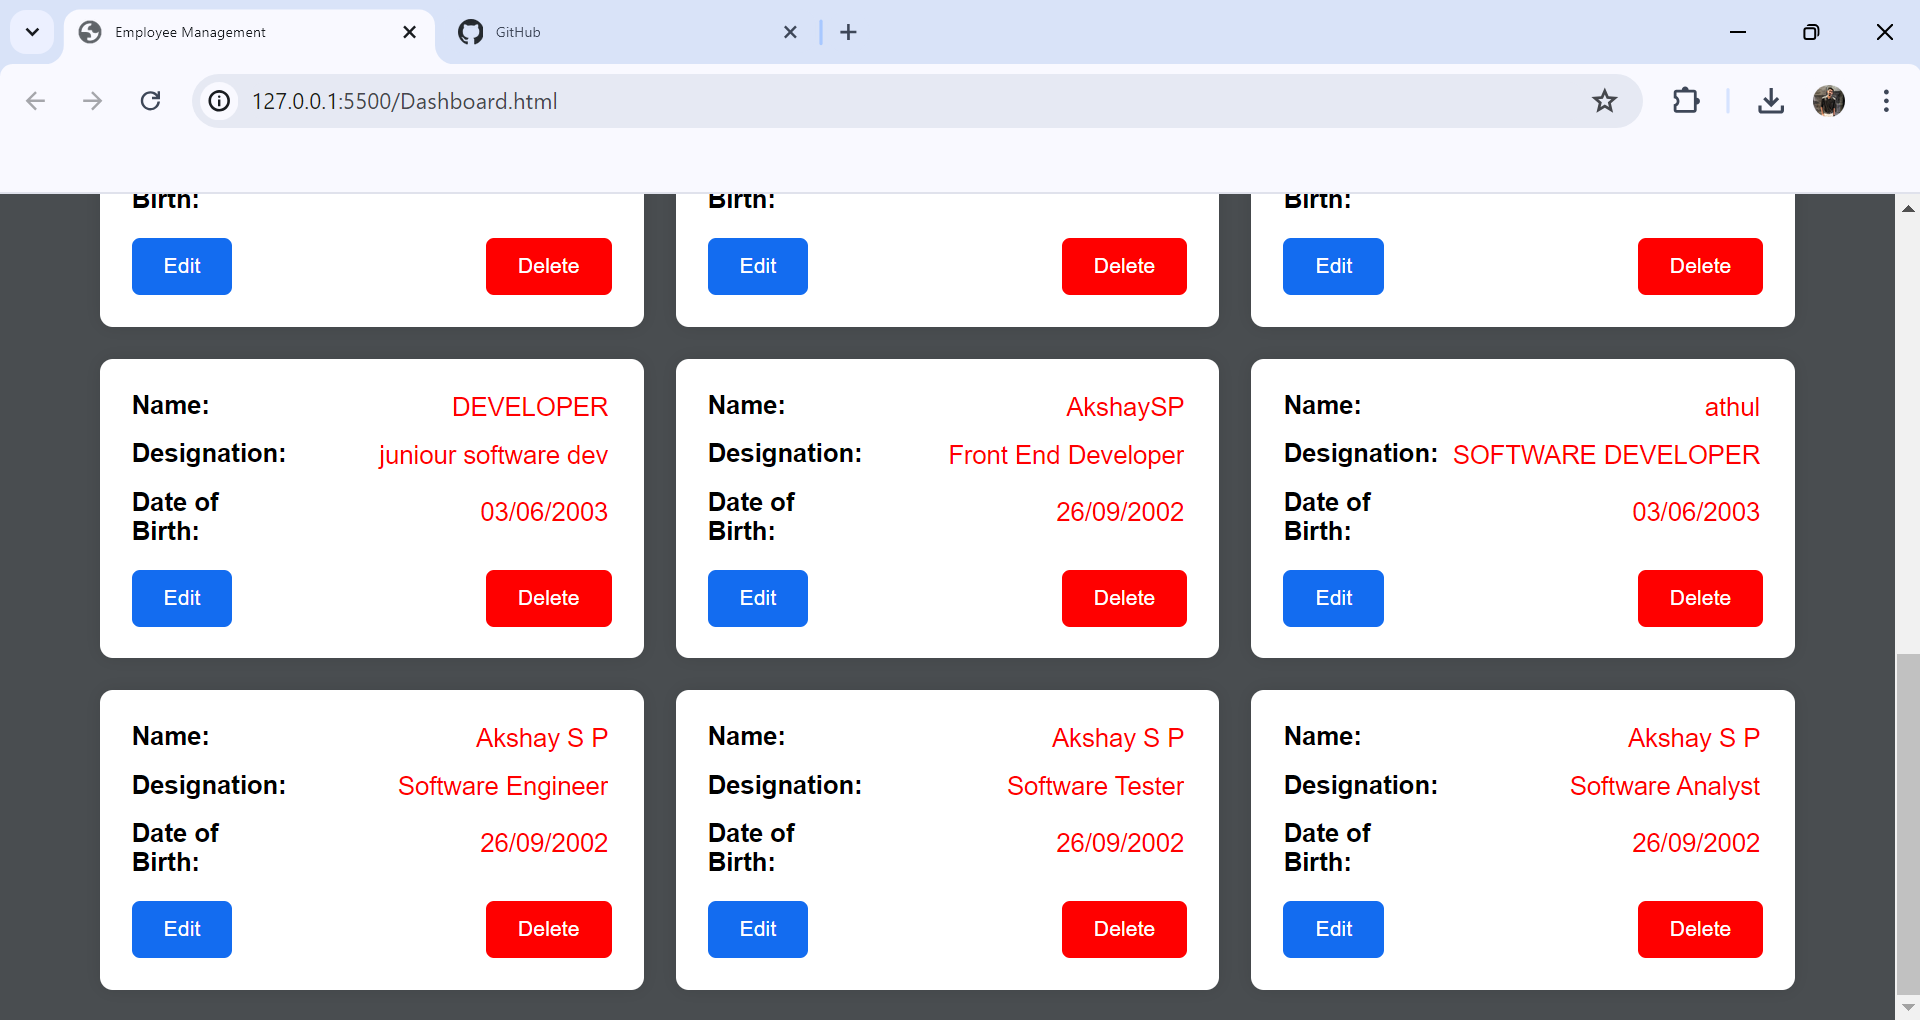 Employee Management
GitHub
127.0.0.1:5500/Dashboard.html
Birth:
Birth:
Birth:
Edit Delete
Edit Delete
Edit Delete
Name: DEVELOPER
Designation: juniour software dev
Date of
Birth: 03/06/2003
Edit Delete
Name: AkshaySP
Designation: Front End Developer
Date of
Birth: 26/09/2002
Edit Delete
Name: athul
Designation: SOFTWARE DEVELOPER
Date of
Birth: 03/06/2003
Edit Delete
Name: Akshay S P
Designation: Software Engineer
Date of
Birth: 26/09/2002
Edit Delete
Name: Akshay S P
Designation: Software Tester
Date of
Birth: 26/09/2002
Edit Delete
Name: Akshay S P
Designation: Software Analyst
Date of
Birth: 26/09/2002
Edit Delete